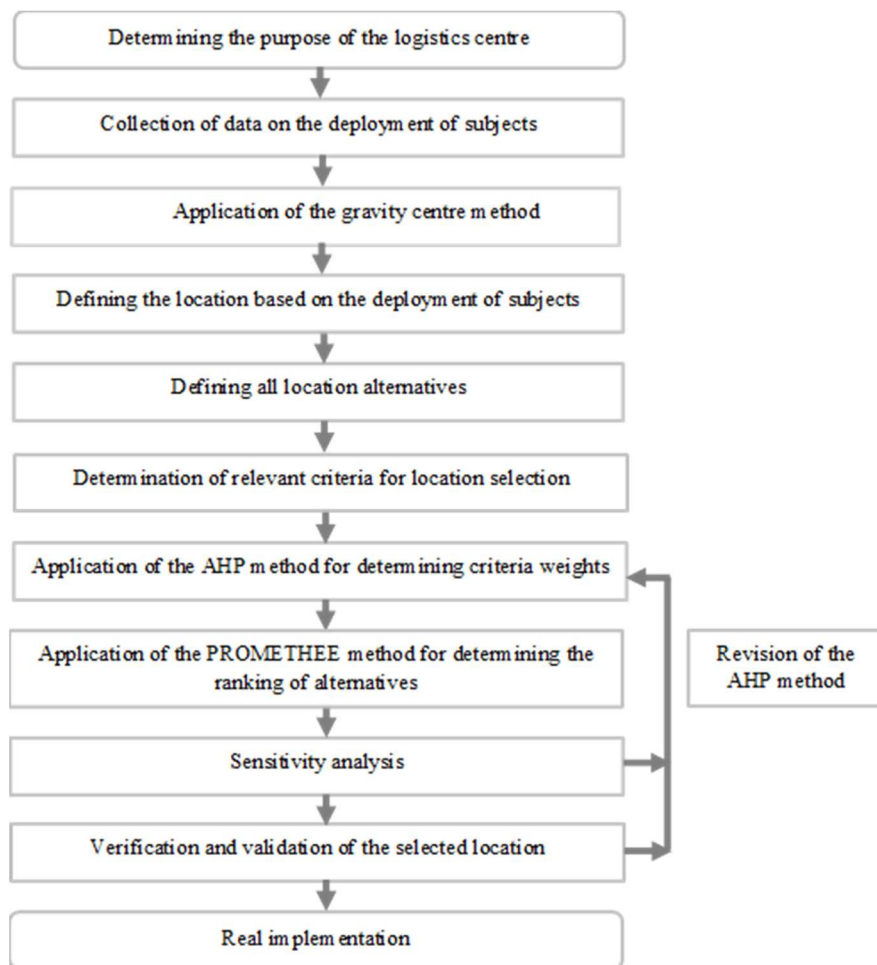 Determining the purpose of the logistics centre
Collection of data on the deployment of subjects
Application of the gravity centre method
Defining the location based on the deployment of subjects
Defining all location alternatives
Determination of relevant criteria for location selection
Application of the AHP method for determining criteria weights
Application of the PROMETHEE method for determining the
ranking of alternatives
Revision of the
AHP method
Sensitivity analysis
Verification and validation of the selected location
Real implementation